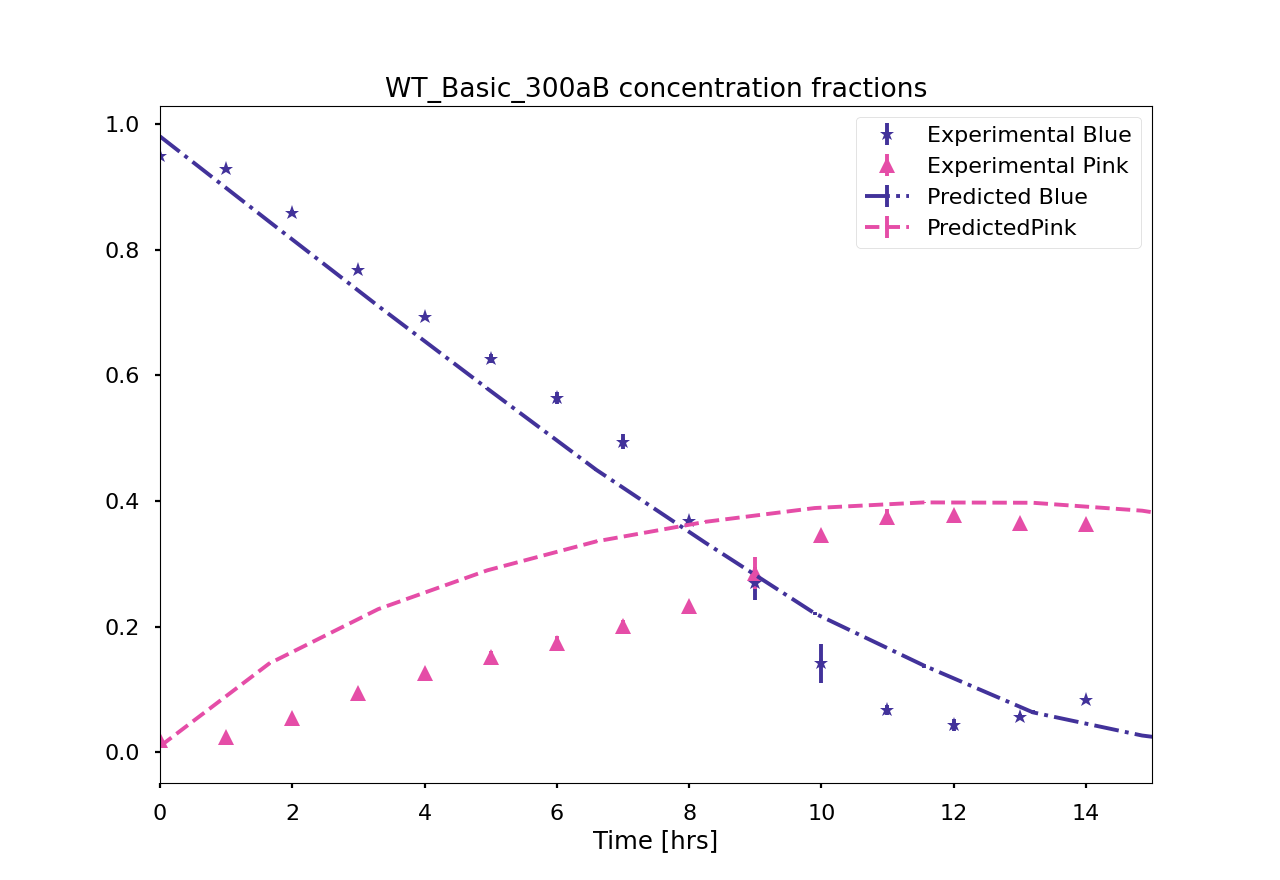 WT_Basic_300aB concentration fractions
Experimental Blue
Experimental Pink
Predicted Blue
PredictedPink
1.0
0.8
0.6
0.4
0.2
0.0
0 2 4 6 8 10 12 14
Time [hrs]